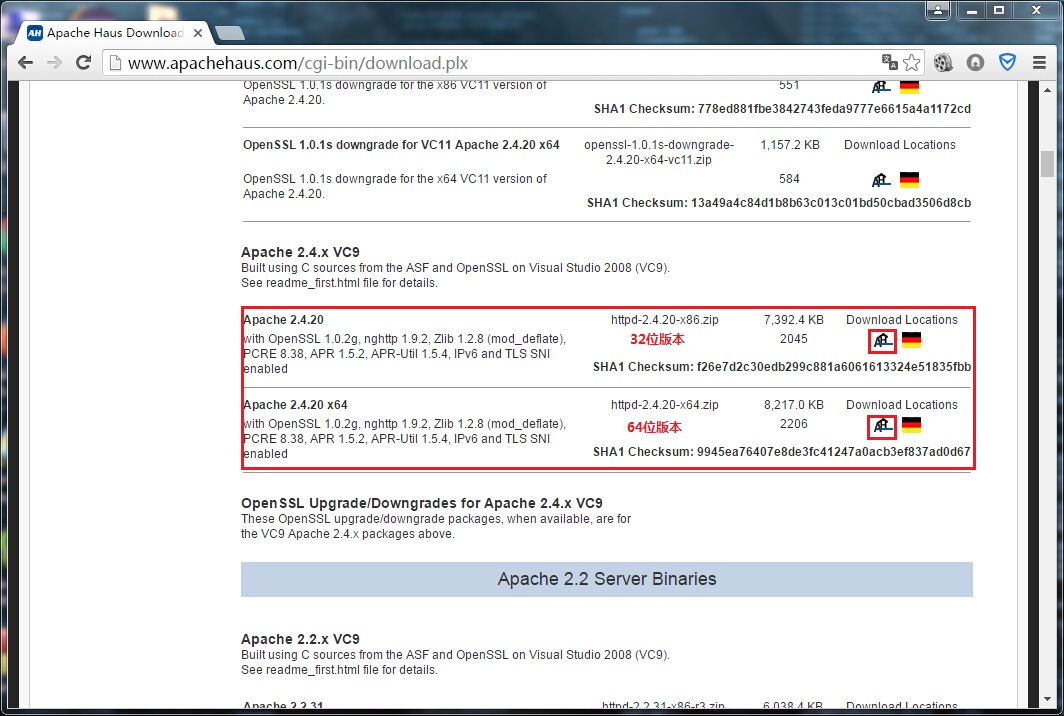 Apache Haus Download
www.apachehaus.com/cgi-bin/download.plx
OpenSSL 1.0.1s downgrade for the x86 VC11 version of 551
Apache 2.4.20.
SHA1 Checksum: 778ed881fbe3842743feda9777e6615a4a1172cd
OpenSSL 1.0.1s downgrade for VC11 Apache 2.4.20 x64 openssl-1.0.1s-downgrade- 1,157.2 KB Download Locations
2.4.20-x64-vc11.zip
OpenSSL 1.0.1s downgrade for the x64 VC11 version of 584
Apache 2.4.20.
SHA1 Checksum: 13a49a4c84d1b8b63c013c01bd50cbad3506d8cb
Apache 2.4.x VC9
Built using C sources from the ASF and OpenSSL on Visual Studio 2008 (VC9).
See readme_first.html file for details.
Apache 2.4.20 httpd-2.4.20-x86.zip 7,392.4 KB Download Locations
with OpenSSL 1.0.2g, nghttp 1.9.2, Zlib 1.2.8 (mod_deflate), 32位版本 2045
PCRE 8.38, APR 1.5.2, APR-Util 1.5.4, IPv6 and TLS SNI
enabled SHA1 Checksum: f26e7d2c30edb299c881a6061613324e51835fbb
Apache 2.4.20 x64 httpd-2.4.20-x64.zip 8,217.0 KB Download Locations
with OpenSSL 1.0.2g, nghttp 1.9.2, Zlib 1.2.8 (mod_deflate), 64位版本 2206
PCRE 8.38, APR 1.5.2, APR-Util 1.5.4, IPv6 and TLS SNI
enabled SHA1 Checksum: 9945ea76407e8de3fc41247a0acb3ef837ad0d67
OpenSSL Upgrade/Downgrades for Apache 2.4.x VC9
These OpenSSL upgrade/downgrade packages, when available, are for
the VC9 Apache 2.4.x packages above.
Apache 2.2 Server Binaries
Apache 2.2.x VC9
Built using C sources from the ASF and OpenSSL on Visual Studio 2008 (VC9).
See readme_first.html file for details.
Apache 2.2.31 httpd-2.2.31-x86-r3.zip 6,038.4 KB Download Locations